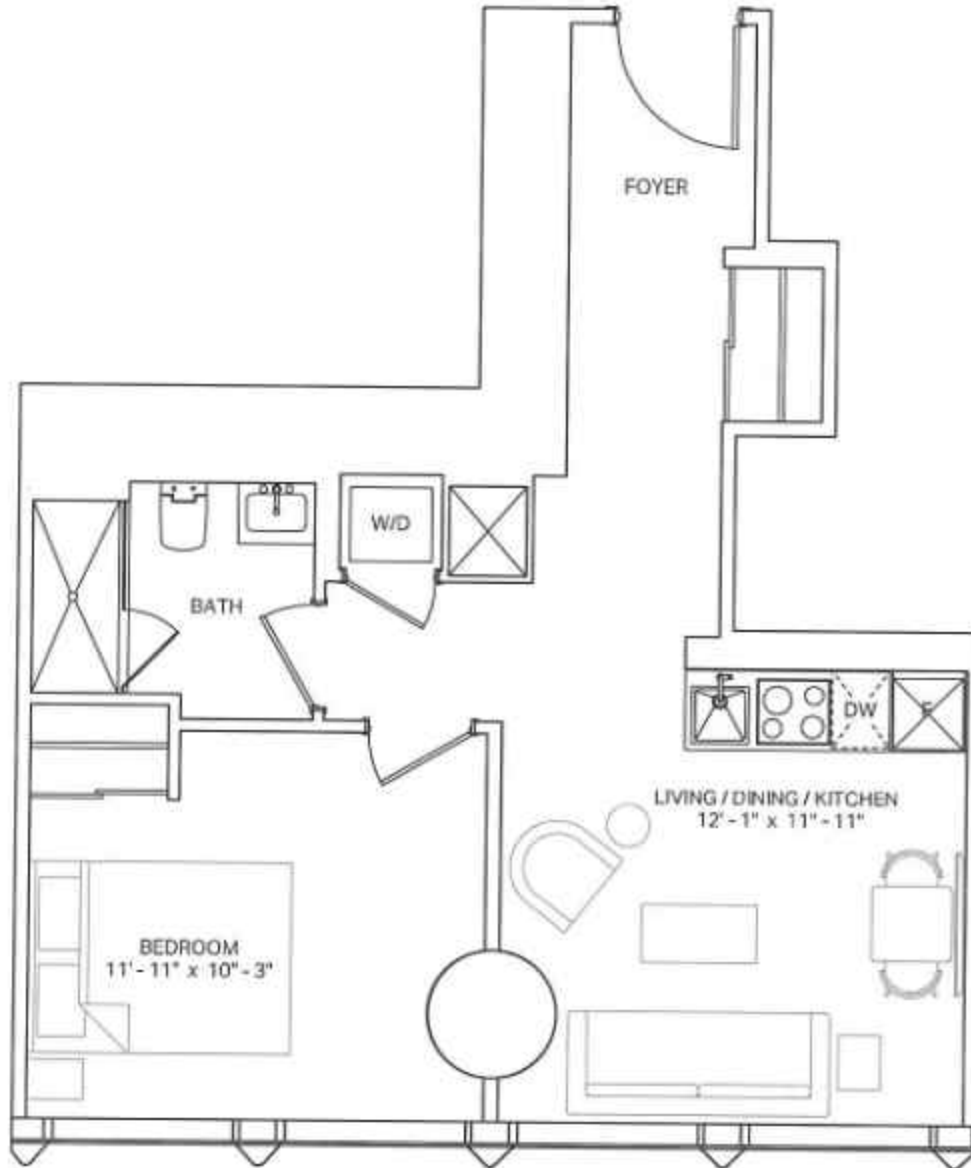 FOYER
W/D
BATH
DW
F
LIVING / DINING / KITCHEN
12' - 1" x 11" - 11"
BEDROOM
11' - 11" x 10" - 3"